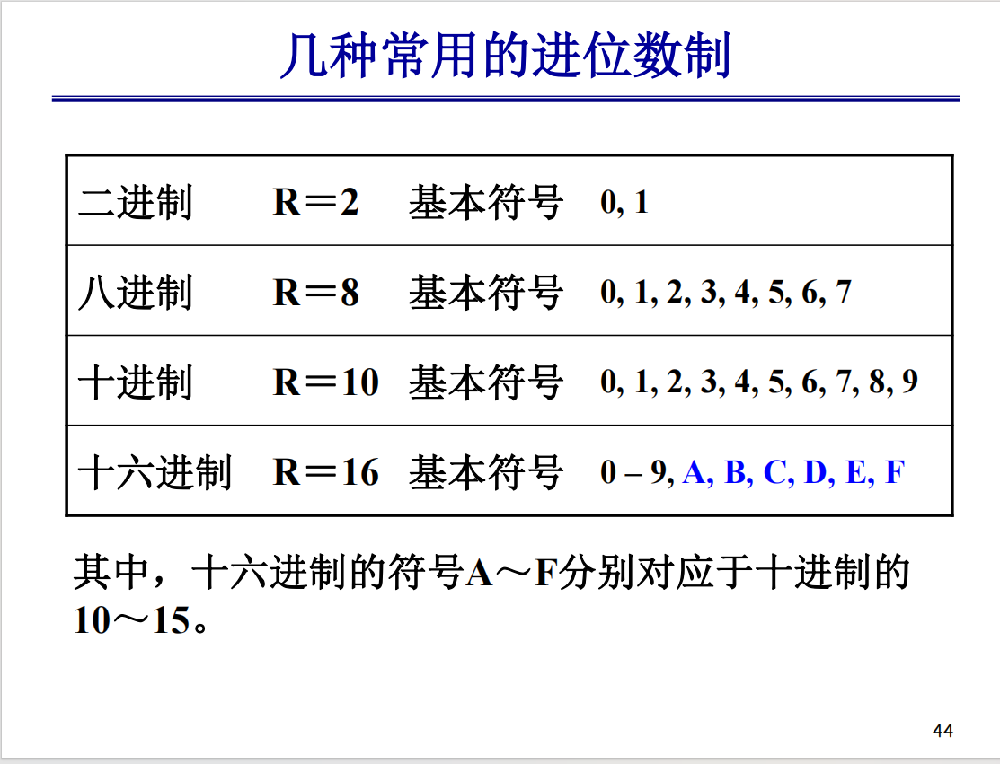 几种常用的进位数制
二进制 R＝2 基本符号 0, 1
八进制 R＝8 基本符号 0, 1, 2, 3, 4, 5, 6, 7
十进制 R＝10 基本符号 0, 1, 2, 3, 4, 5, 6, 7, 8, 9
十六进制 R＝16 基本符号 0 – 9, A, B, C, D, E, F
其中，十六进制的符号A～F分别对应于十进制的
10～15。
44